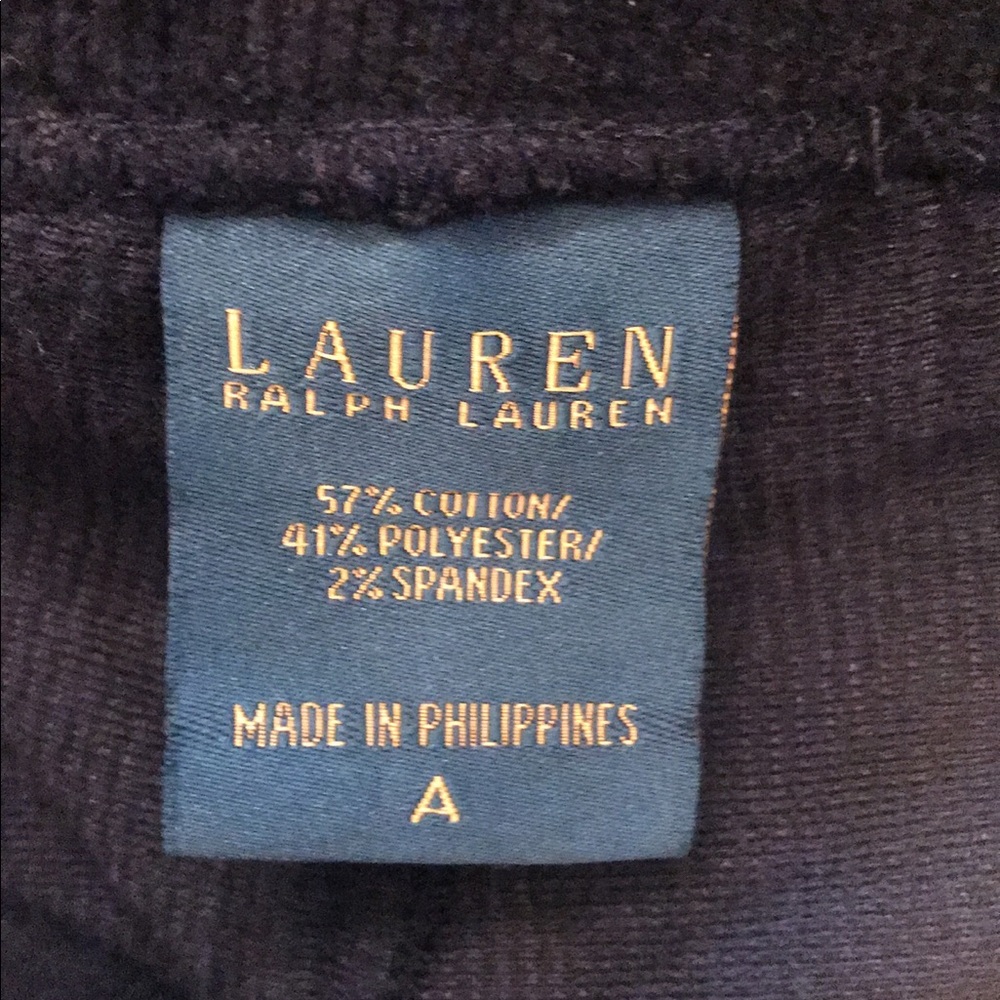 LAUREN
RALPH LAUREN
57% COTTON/
41% POLYESTER/
2% SPANDEX
MADE IN PHILIPPINES
A